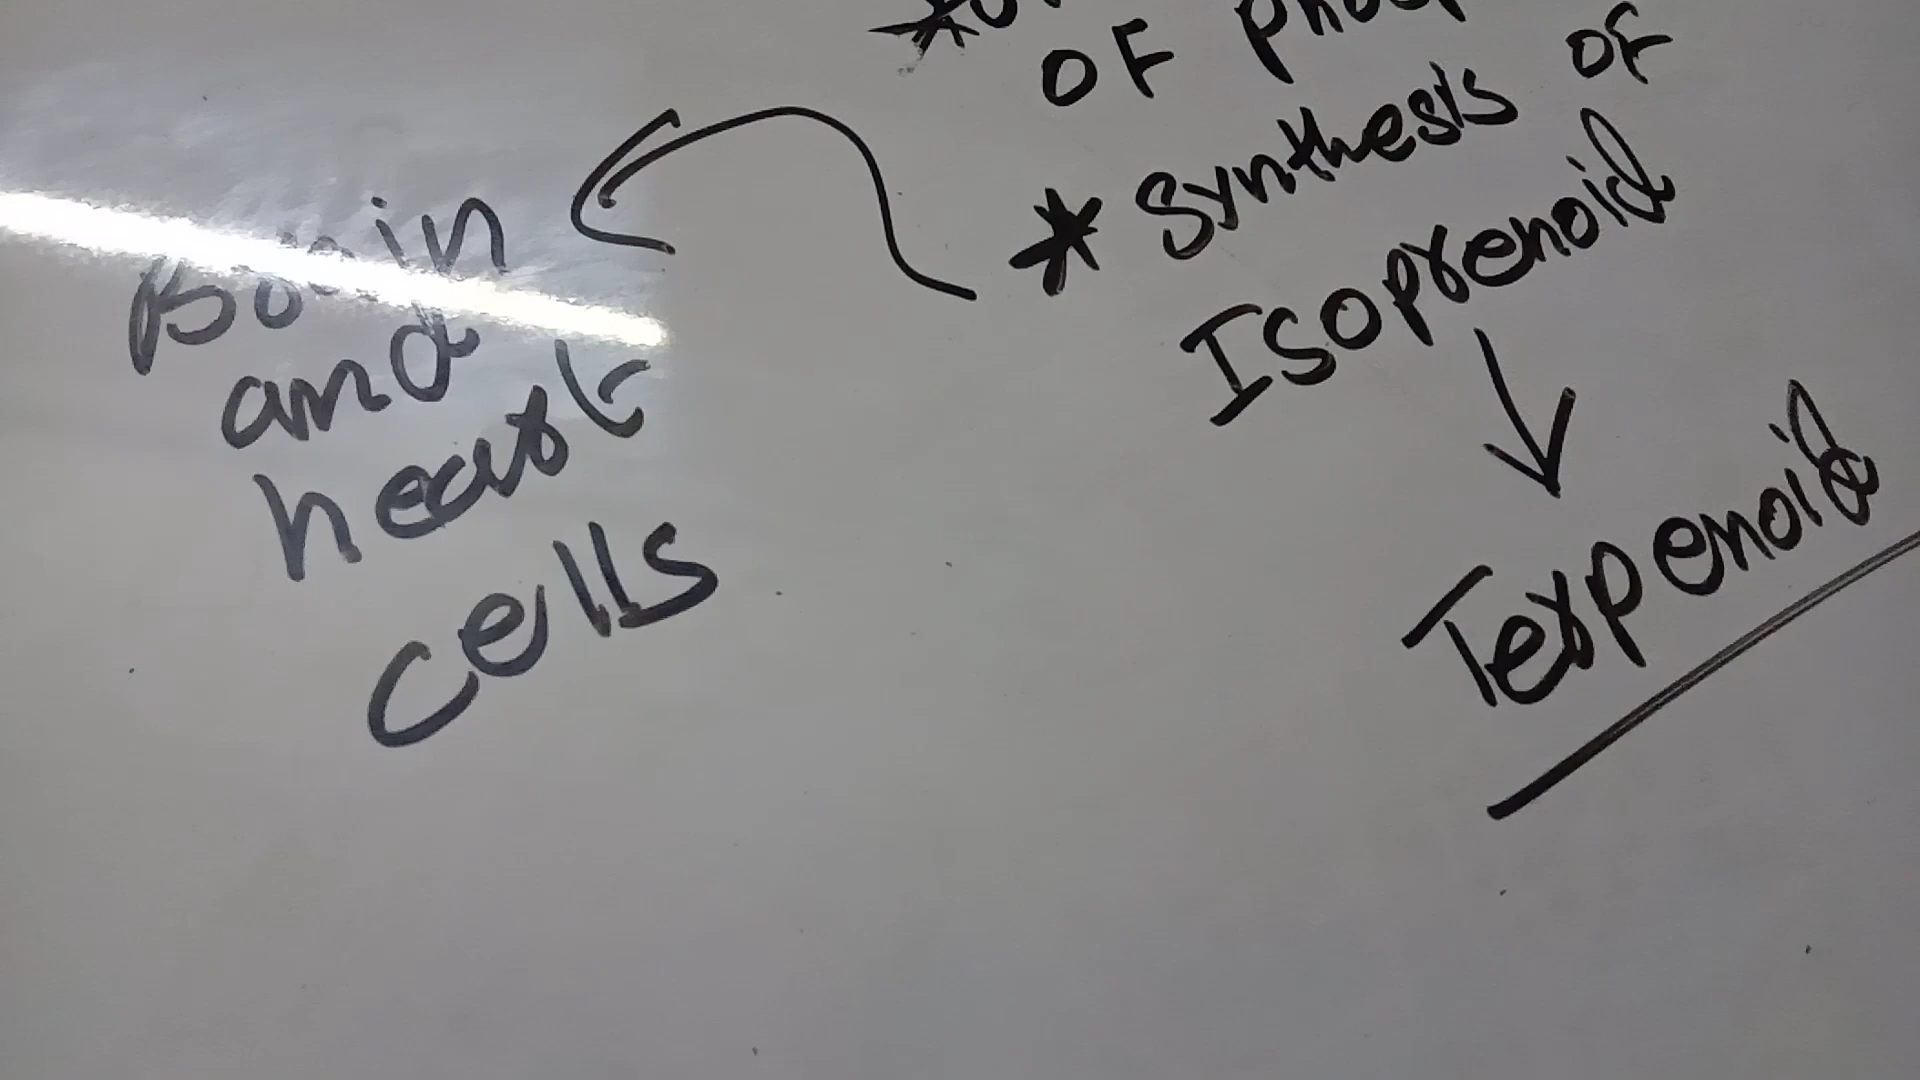 OF
* Synthesis of
Isoprenoid
↓
Terpenoid
Brain
and
heart
cells